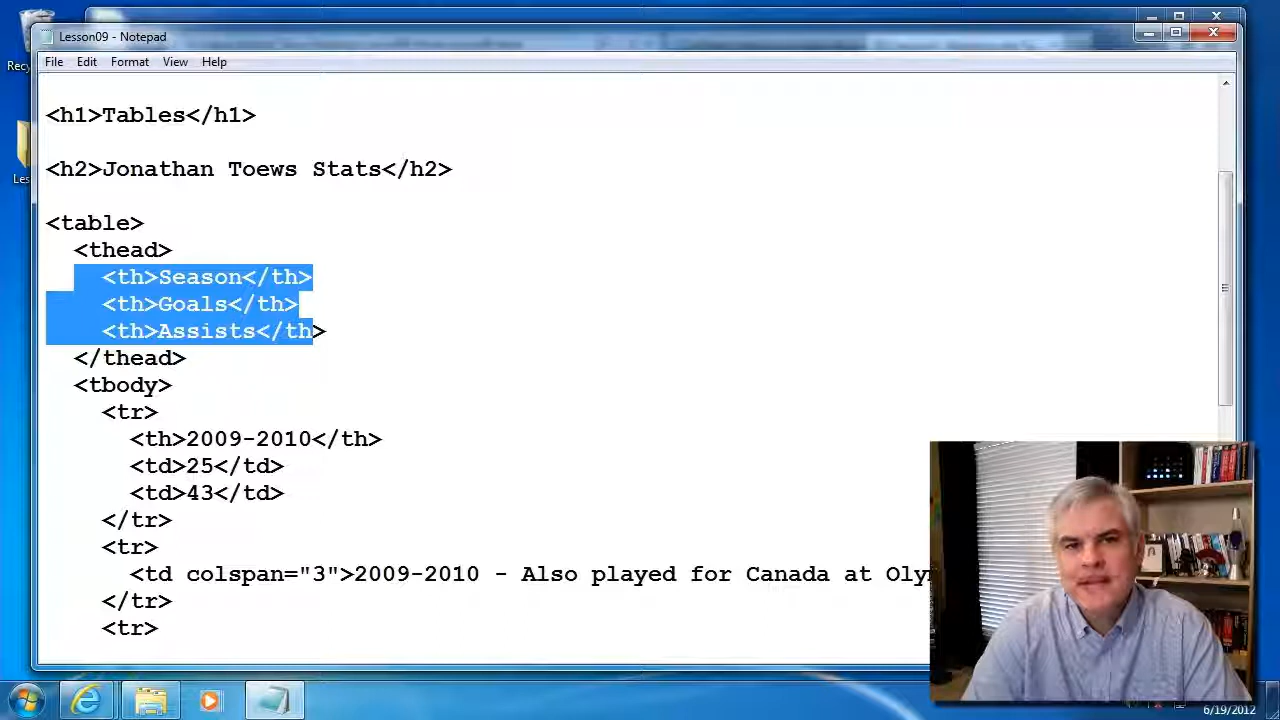 Lesson09 - Notepad
File Edit Format View Help
<h1>Tables</h1>
<h2>Jonathan Toews Stats</h2>
<table>
<thead>
<th>Season</th>
<th>Goals</th>
<th>Assists</th>
</thead>
<tbody>
<tr>
<th>2009-2010</th>
<td>25</td>
<td>43</td>
</tr>
<tr>
<td colspan="3">2009-2010 - Also played for Canada at
</tr>
<tr>
6/19/2012